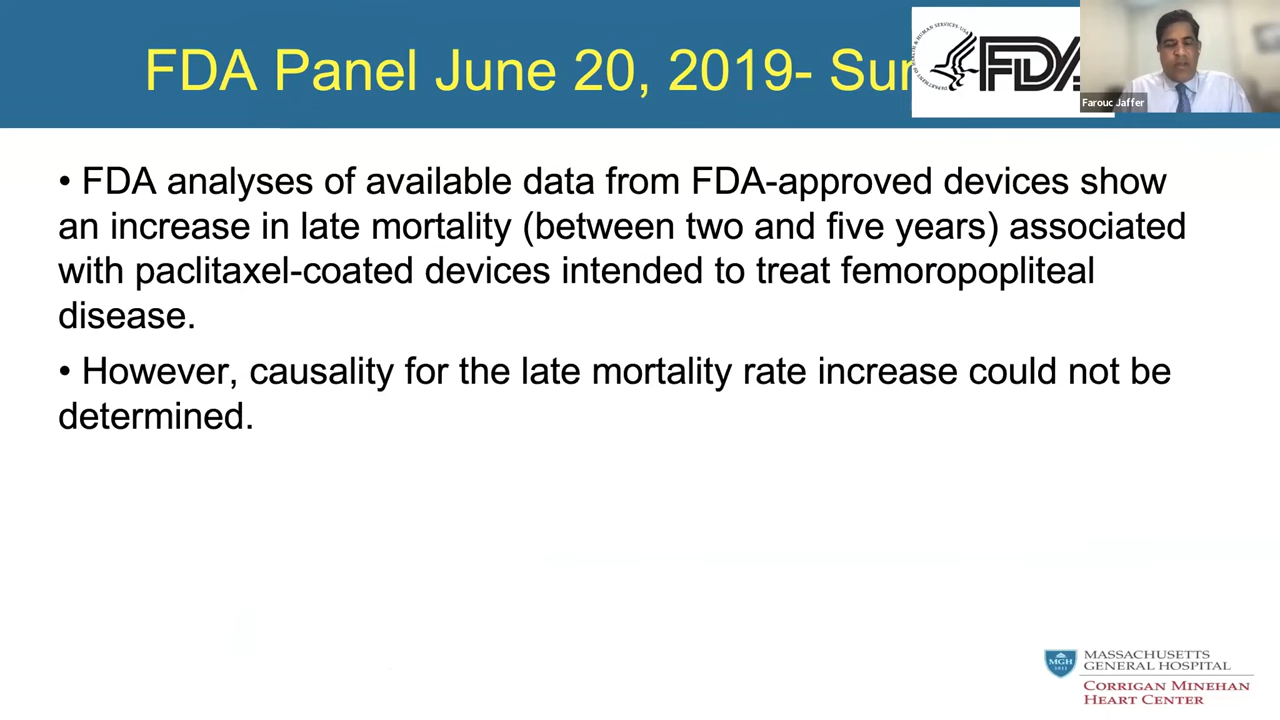 FDA Panel June 20, 2019- Su
FDA
Farouc Jaffer
• FDA analyses of available data from FDA-approved devices show
an increase in late mortality (between two and five years) associated
with paclitaxel-coated devices intended to treat femoropopliteal
disease.
• However, causality for the late mortality rate increase could not be
determined.
MGH
1811
MASSACHUSETTS
GENERAL HOSPITAL
CORRIGAN MINEHAN
HEART CENTER